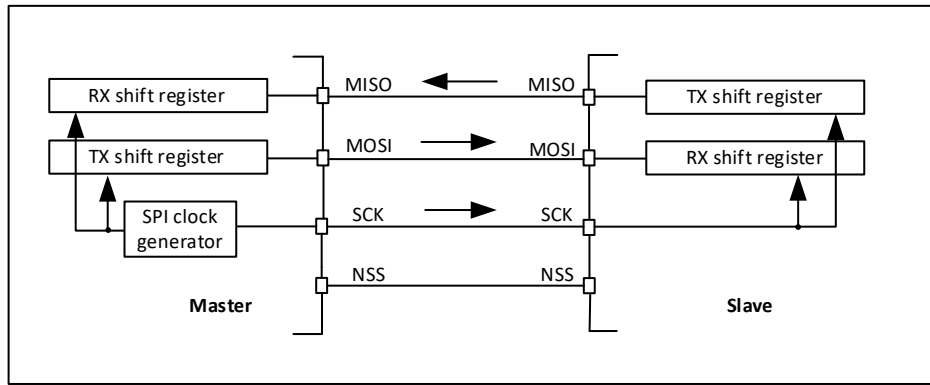 MISO MISO
RX shift register TX shift register
MOSI MOSI
TX shift register RX shift register
SCK SCK
SPI clock
generator
NSS NSS
Master Slave